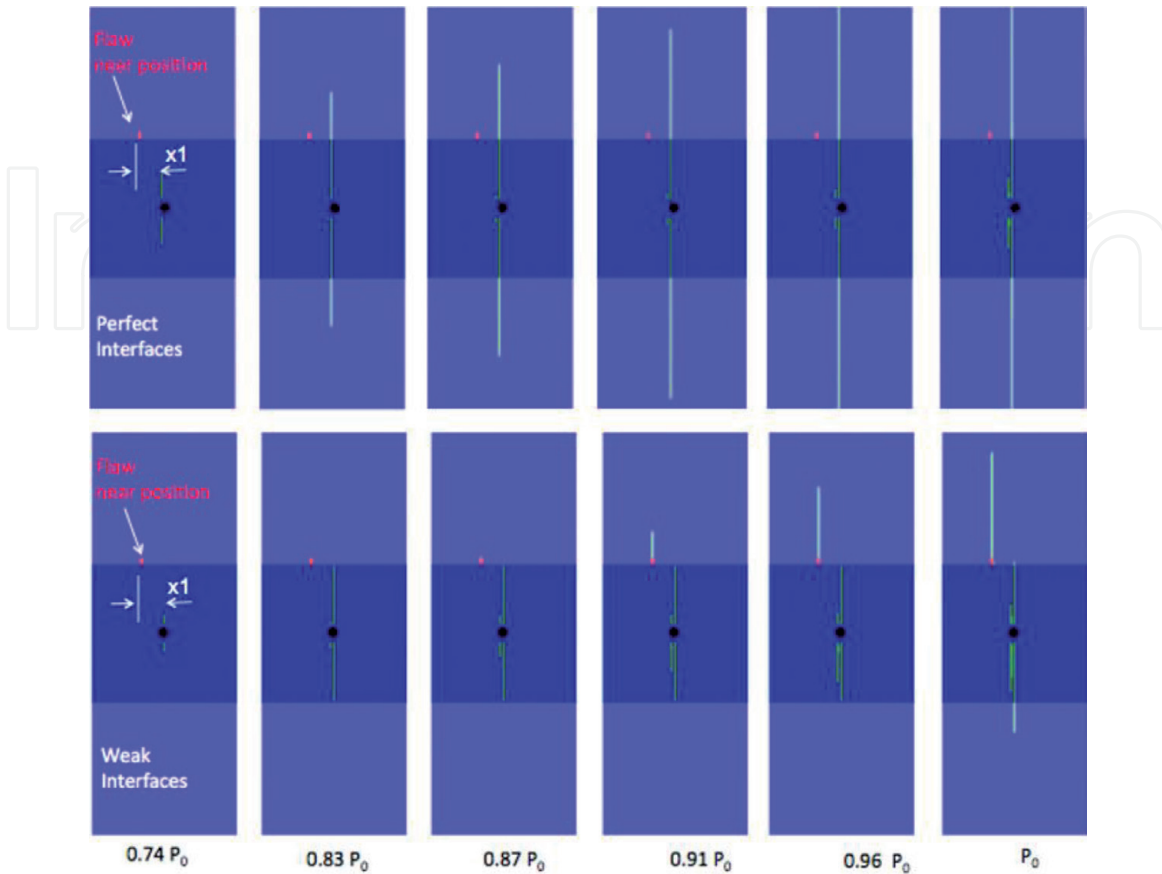 Flaw
near position
x1
Perfect
Interfaces
Flaw
near position
x1
Weak
Interfaces
0.74 P₀
0.83 P₀
0.87 P₀
0.91 P₀
0.96 P₀
P₀